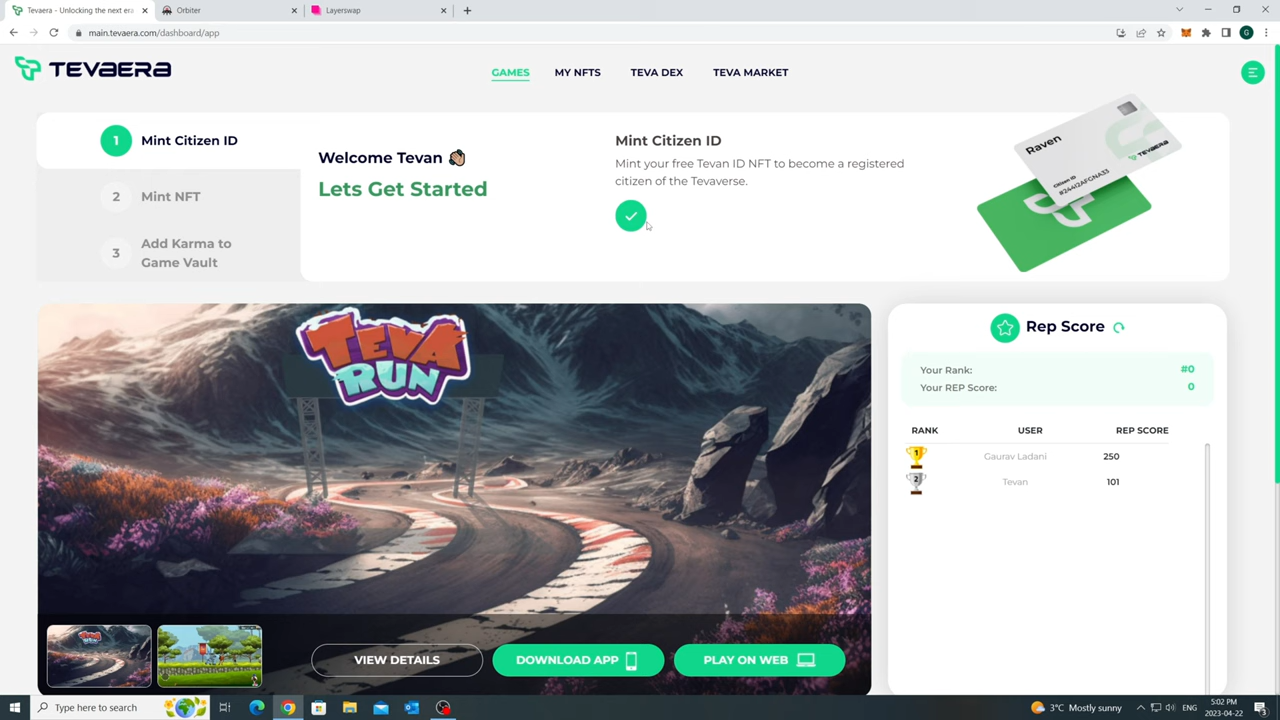 Tevaera - Unlocking the next era
Orbiter
Layerswap
main.tevaera.com/dashboard/app
G
TEVAERA
GAMES
MY NFTS
TEVA DEX
TEVA MARKET
1
Mint Citizen ID
2
Mint NFT
3
Add Karma to
Game Vault
Welcome Tevan
Lets Get Started
Mint Citizen ID
Mint your free Tevan ID NFT to become a registered
citizen of the Tevaverse.
Raven
TEVAERA
Citizen ID
#244I2AFGNA33
TEVA
RUN
Rep Score
Your Rank:
#0
Your REP Score:
0
RANK
USER
REP SCORE
1
Gaurav Ladani
250
2
Tevan
101
VIEW DETAILS
DOWNLOAD APP
PLAY ON WEB
Type here to search
3°C Mostly sunny
ENG
5:02 PM
2023-04-22
3